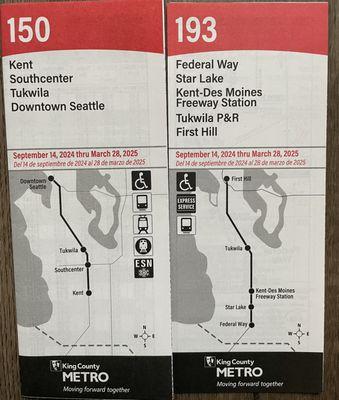 150
Kent
Southcenter
Tukwila
Downtown Seattle
September 14, 2024 thru March 28, 2025
Del 14 de septiembre de 2024 al 28 de marzo de 2025
Downtown
Seattle
Tukwila
Southcenter
Kent
ESN
N
W
E
S
King County
METRO
Moving forward together
193
Federal Way
Star Lake
Kent-Des Moines
Freeway Station
Tukwila P&R
First Hill
September 14, 2024 thru March 28, 2025
Del 14 de septiembre de 2024 al 28 de marzo de 2025
First Hill
EXPRESS
SERVICE
Tukwila
Kent-Des Moines
Freeway Station
Star Lake
Federal Way
N
W
E
S
King County
METRO
Moving forward together